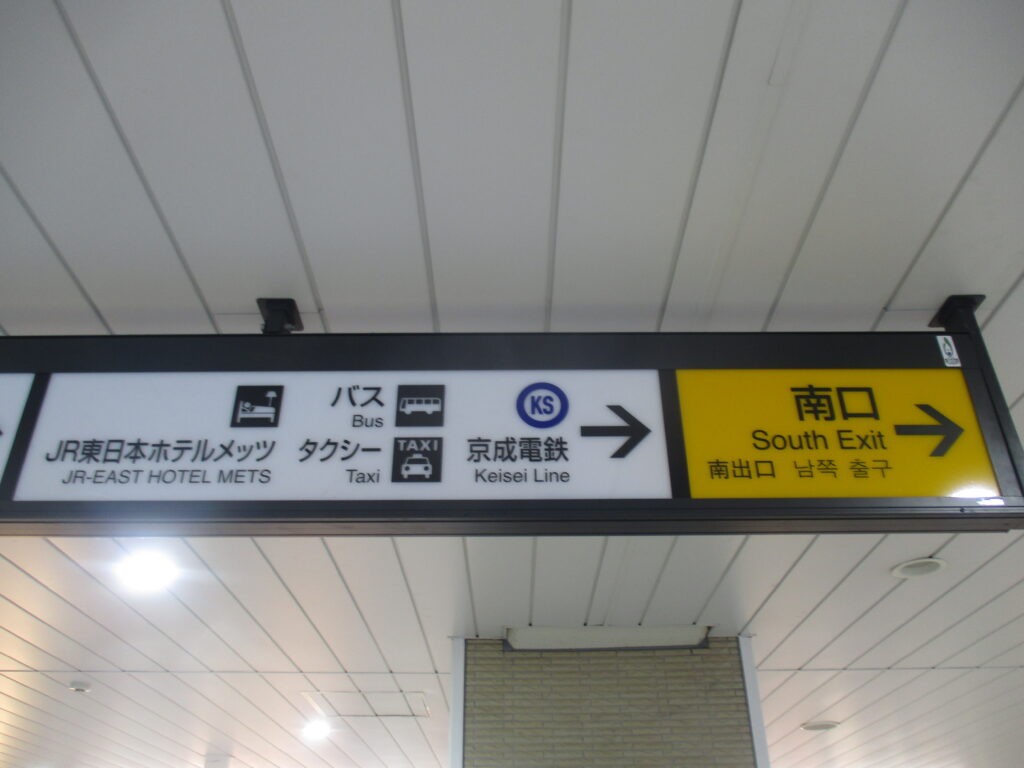 JR東日本ホテルメッツ
JR-EAST HOTEL METS
バス
Bus
タクシー
Taxi
TAXI
KS
京成電鉄
Keisei Line
南口
South Exit
南出口 남쪽 출구